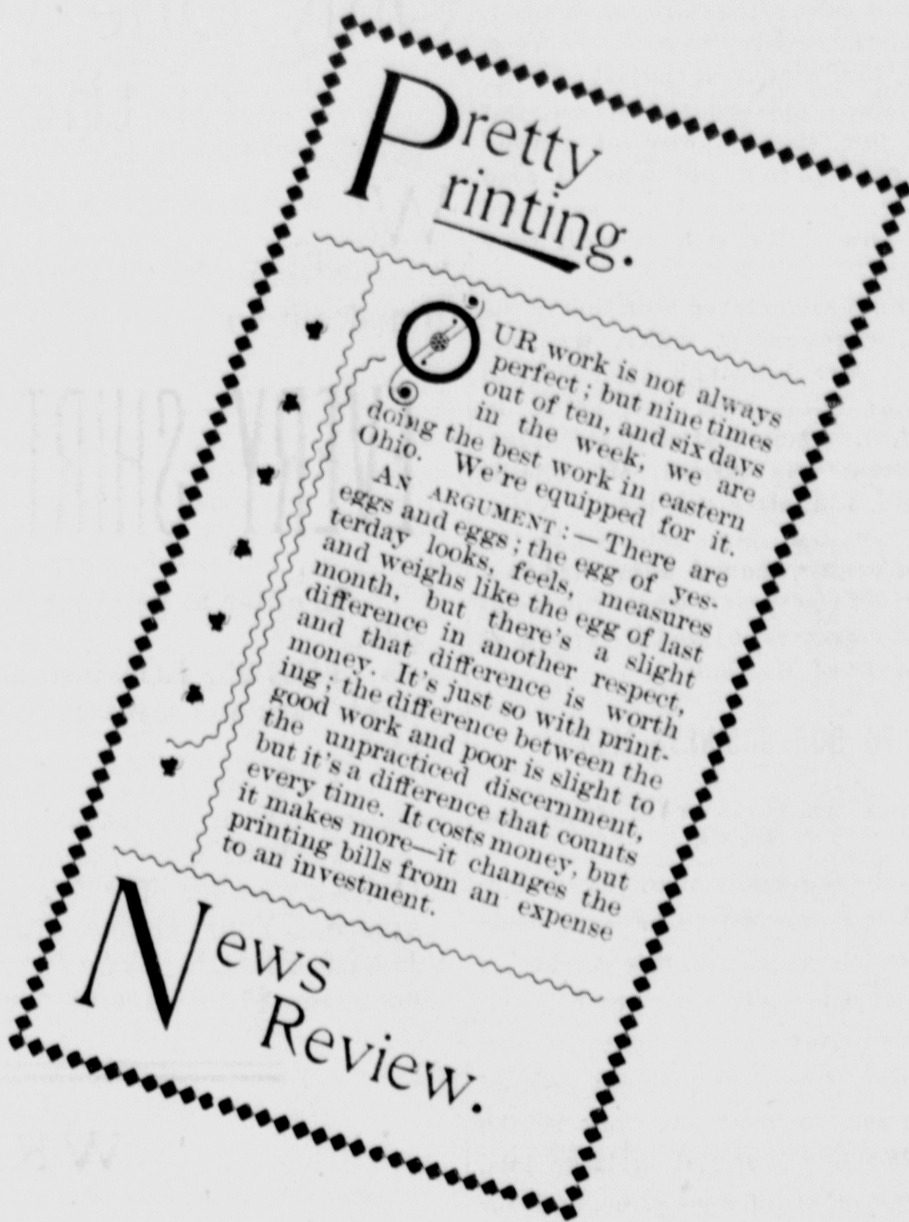 Pretty
Printing.
OUR work is not always
perfect; but nine times
out of ten, and six days
in the week, we are
doing the best work in eastern
Ohio. We're equipped for it.
AN ARGUMENT:—There are
eggs and eggs; the egg of yes-
terday looks, feels, measures
and weighs like the egg of last
month, but there's a slight
difference in another respect,
and that difference is worth
money. It's just so with print-
ing; the difference between the
good work and poor is slight to
the unpracticed discernment,
but it's a difference that counts
every time. It costs money, but
it makes more—it changes the
printing bills from an expense
to an investment.
News
Review.